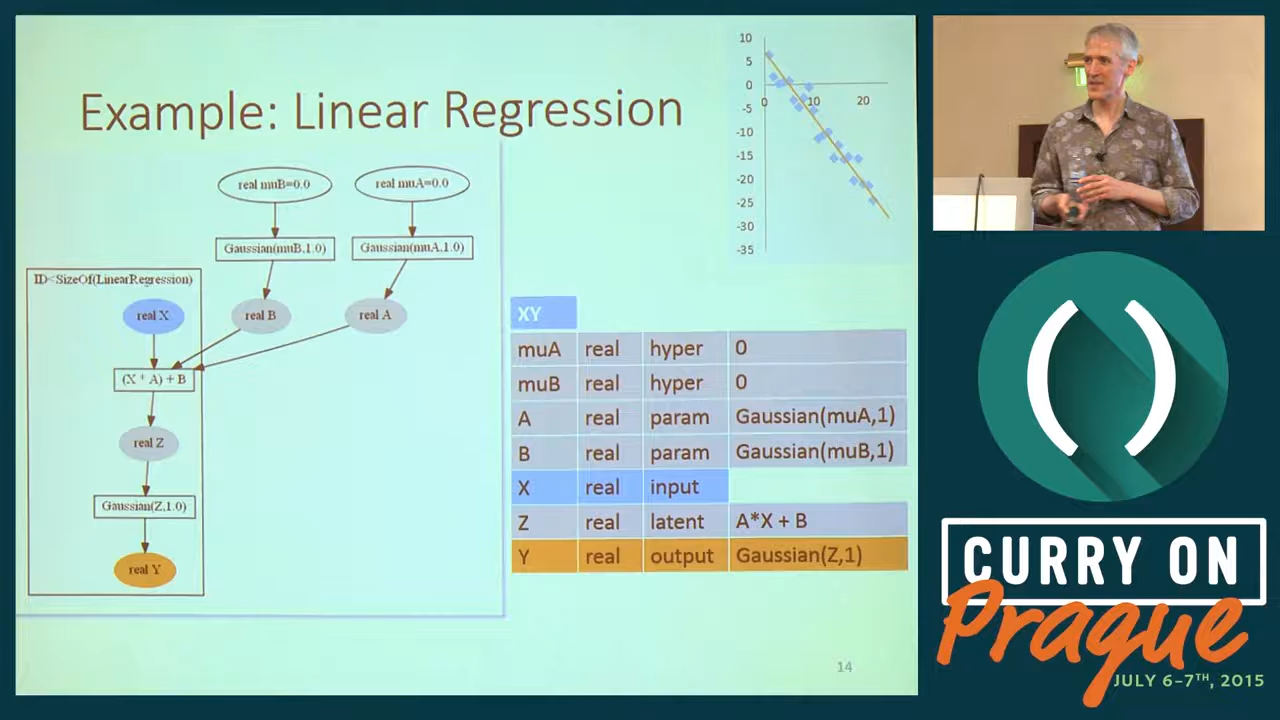 Example: Linear Regression
10
5
0
-5
-10
-15
-20
-25
-30
-35
0
10
20
real muB=0.0
real muA=0.0
Gaussian(muB,1.0)
Gaussian(muA,1.0)
ID<SizeOf(LinearRegression)
real X
real B
real A
(X * A) + B
real Z
Gaussian(Z,1.0)
real Y
XY
muA real hyper 0
muB real hyper 0
A real param Gaussian(muA,1)
B real param Gaussian(muB,1)
X real input
Z real latent A*X + B
Y real output Gaussian(Z,1)
14
CURRY ON
Prague
JULY 6-7TH, 2015